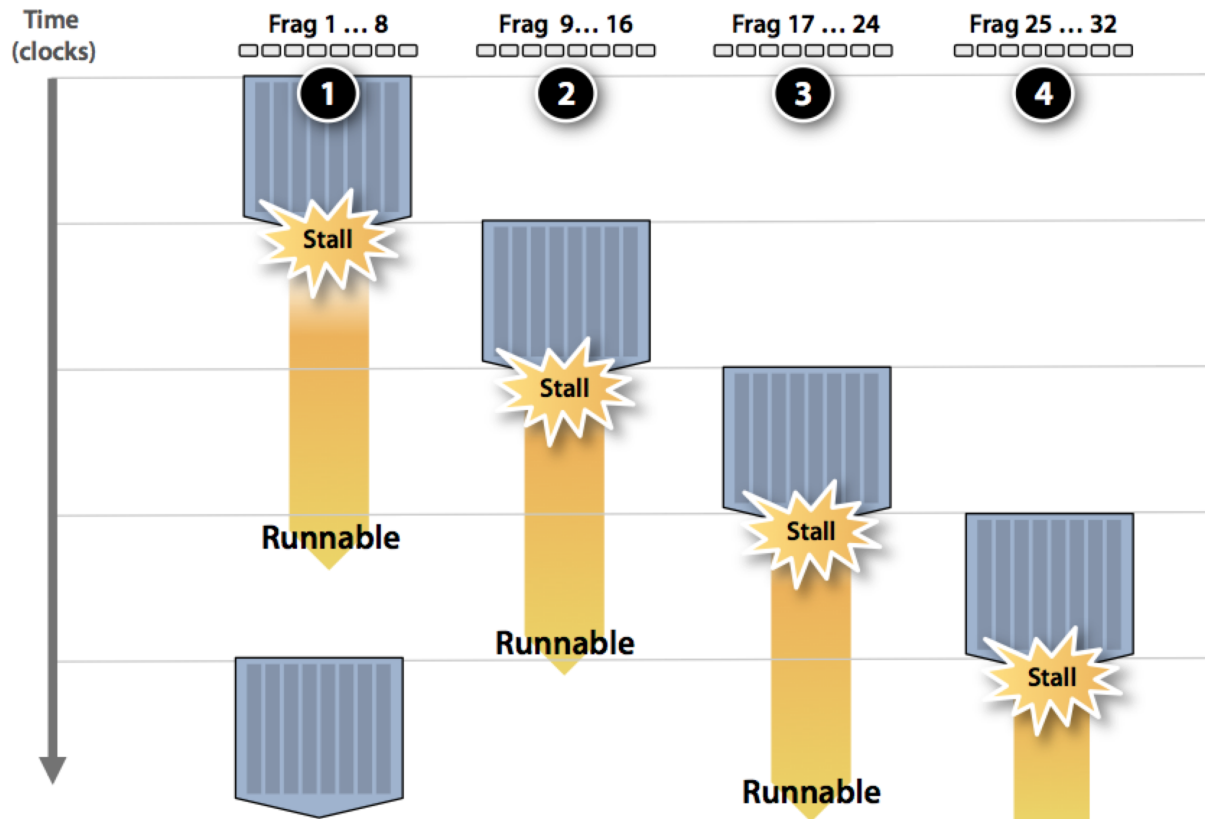 Time
(clocks)
Frag 1 … 8
Frag 9… 16
Frag 17 … 24
Frag 25 … 32
1
2
3
4
Stall
Stall
Stall
Runnable
Runnable
Stall
Runnable